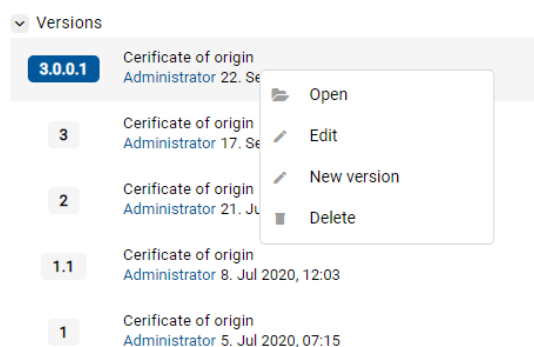 Versions
3.0.0.1
Cerificate of origin
Administrator 22. Se
Open
3
Cerificate of origin
Administrator 17. Se
Edit
New version
2
Cerificate of origin
Administrator 21. Ju
Delete
1.1
Cerificate of origin
Administrator 8. Jul 2020, 12:03
1
Cerificate of origin
Administrator 5. Jul 2020, 07:15